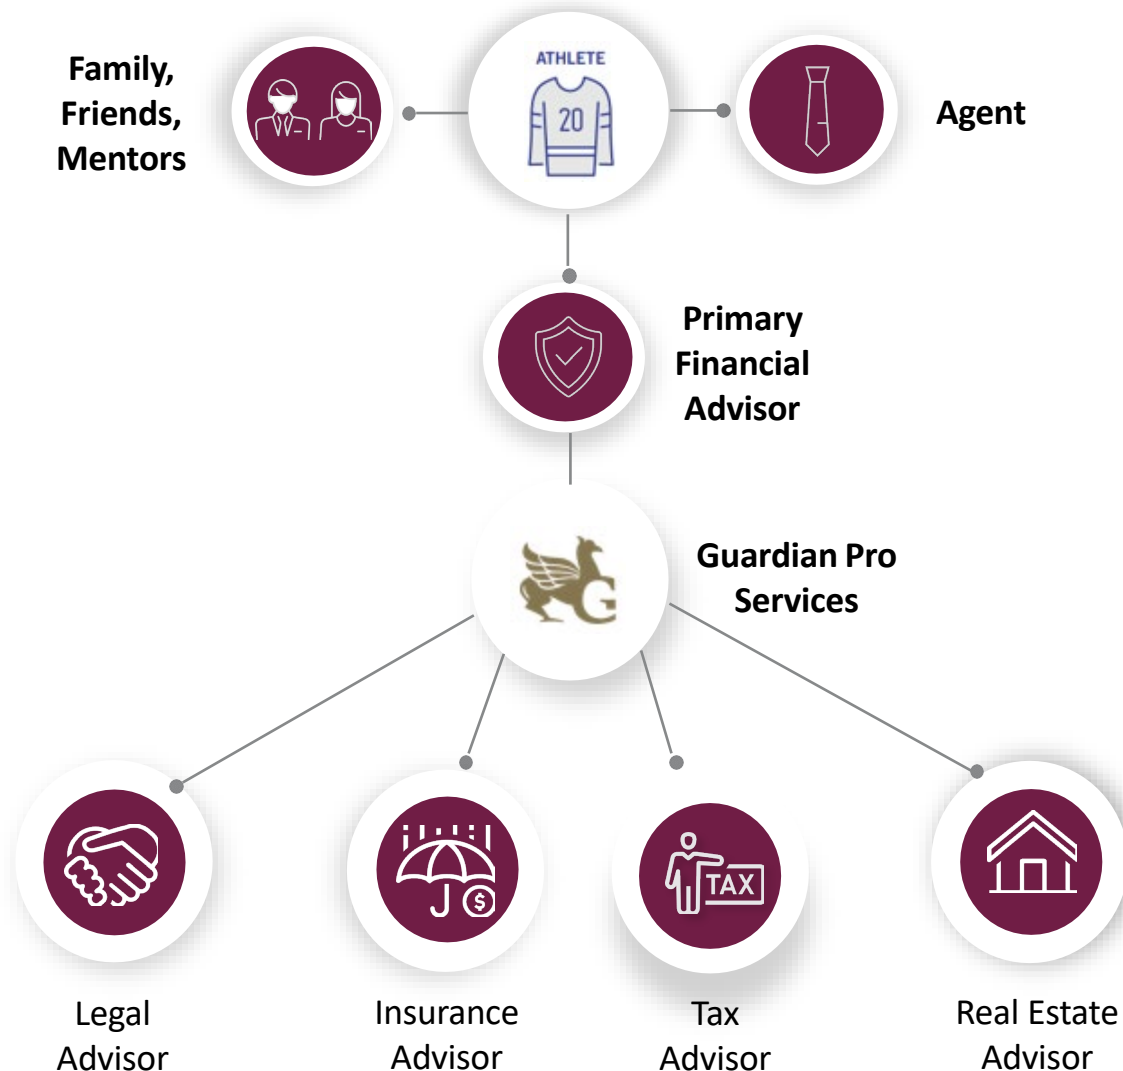 Family,
Friends,
Mentors
ATHLETE
20
Agent
Primary
Financial
Advisor
G
Guardian Pro
Services
$
TAX
Legal
Advisor
Insurance
Advisor
Tax
Advisor
Real Estate
Advisor